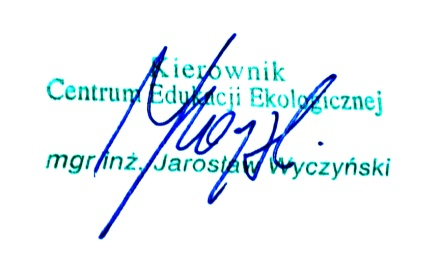 Kierownik
Centrum Edukacji Ekologicznej
mgr inż. Jarosław Wyczyński